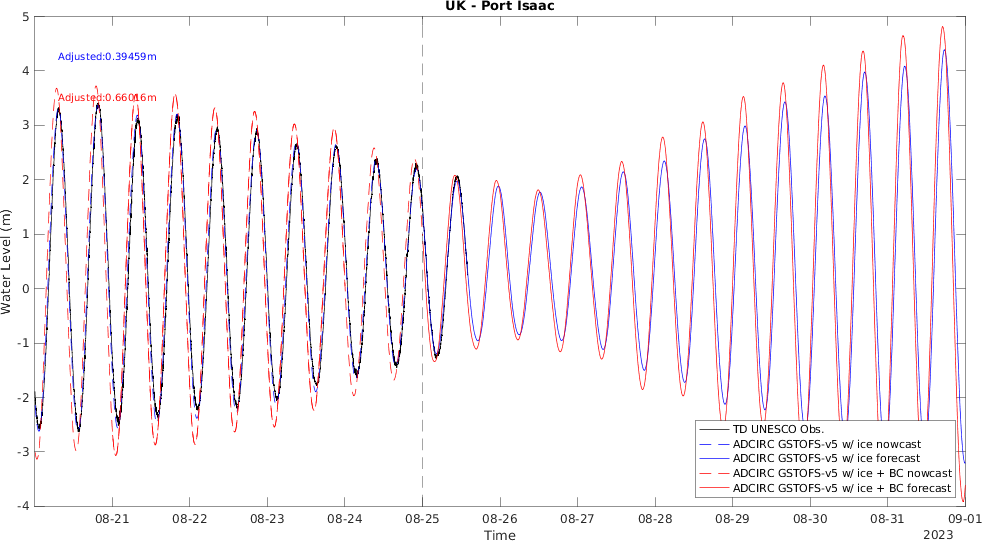 UK - Port Isaac
Adjusted:0.39459m
Adjusted:0.66016m
Water Level (m)
5
4
3
2
1
0
-1
-2
-3
-4
TD UNESCO Obs.
ADCIRC GSTOFS-v5 w/ ice nowcast
ADCIRC GSTOFS-v5 w/ ice forecast
ADCIRC GSTOFS-v5 w/ ice + BC nowcast
ADCIRC GSTOFS-v5 w/ ice + BC forecast
08-21 08-22 08-23 08-24 08-25 08-26 08-27 08-28 08-29 08-30 08-31 09-01
Time
2023